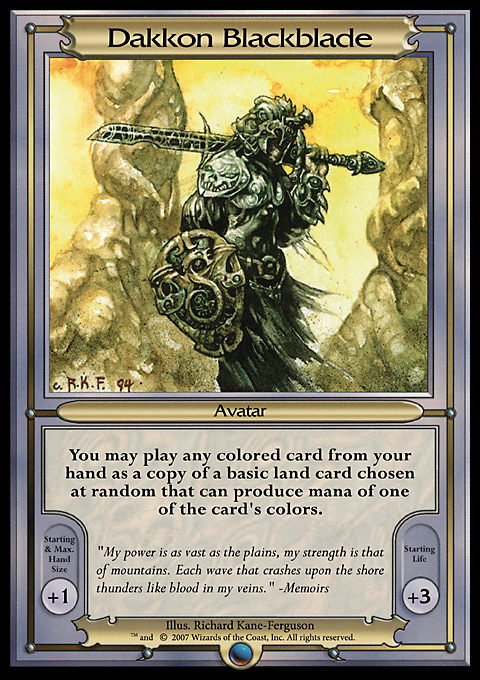 Dakkon Blackblade
c. R.K.F. 94.
Avatar
You may play any colored card from your
hand as a copy of a basic land card chosen
at random that can produce mana of one
of the card's colors.
Starting
& Max.
Hand
Size
+1
"My power is as vast as the plains, my strength is that
of mountains. Each wave that crashes upon the shore
thunders like blood in my veins." -Memoirs
Starting
Life
+3
Illus. Richard Kane-Ferguson
™ and © 2007 Wizards of the Coast, Inc. All rights reserved.